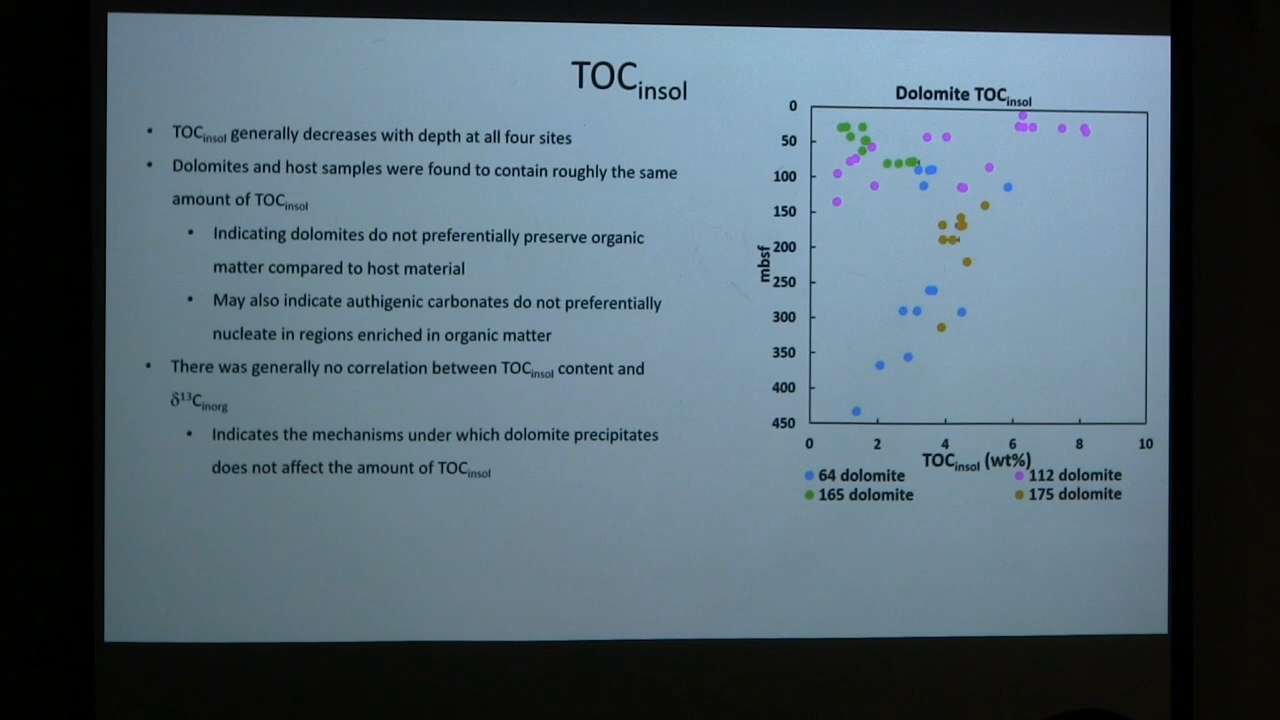 TOCinsol
• TOCinsol generally decreases with depth at all four sites
• Dolomites and host samples were found to contain roughly the same
amount of TOCinsol
• Indicating dolomites do not preferentially preserve organic
matter compared to host material
• May also indicate authigenic carbonates do not preferentially
nucleate in regions enriched in organic matter
• There was generally no correlation between TOCinsol content and
δ¹³Cinorg
• Indicates the mechanisms under which dolomite precipitates
does not affect the amount of TOCinsol
Dolomite TOCinsol
0
50
100
150
200
250
300
350
400
450
mbsf
0 2 4 6 8 10
TOCinsol (wt%)
64 dolomite 112 dolomite
165 dolomite 175 dolomite